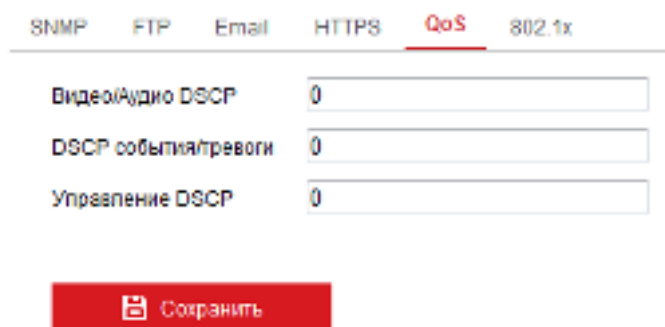 SNMP FTP Email HTTPS QoS 802.1x
Видео/Аудио DSCP 0
DSCP события/тревоги 0
Управление DSCP 0
Сохранить